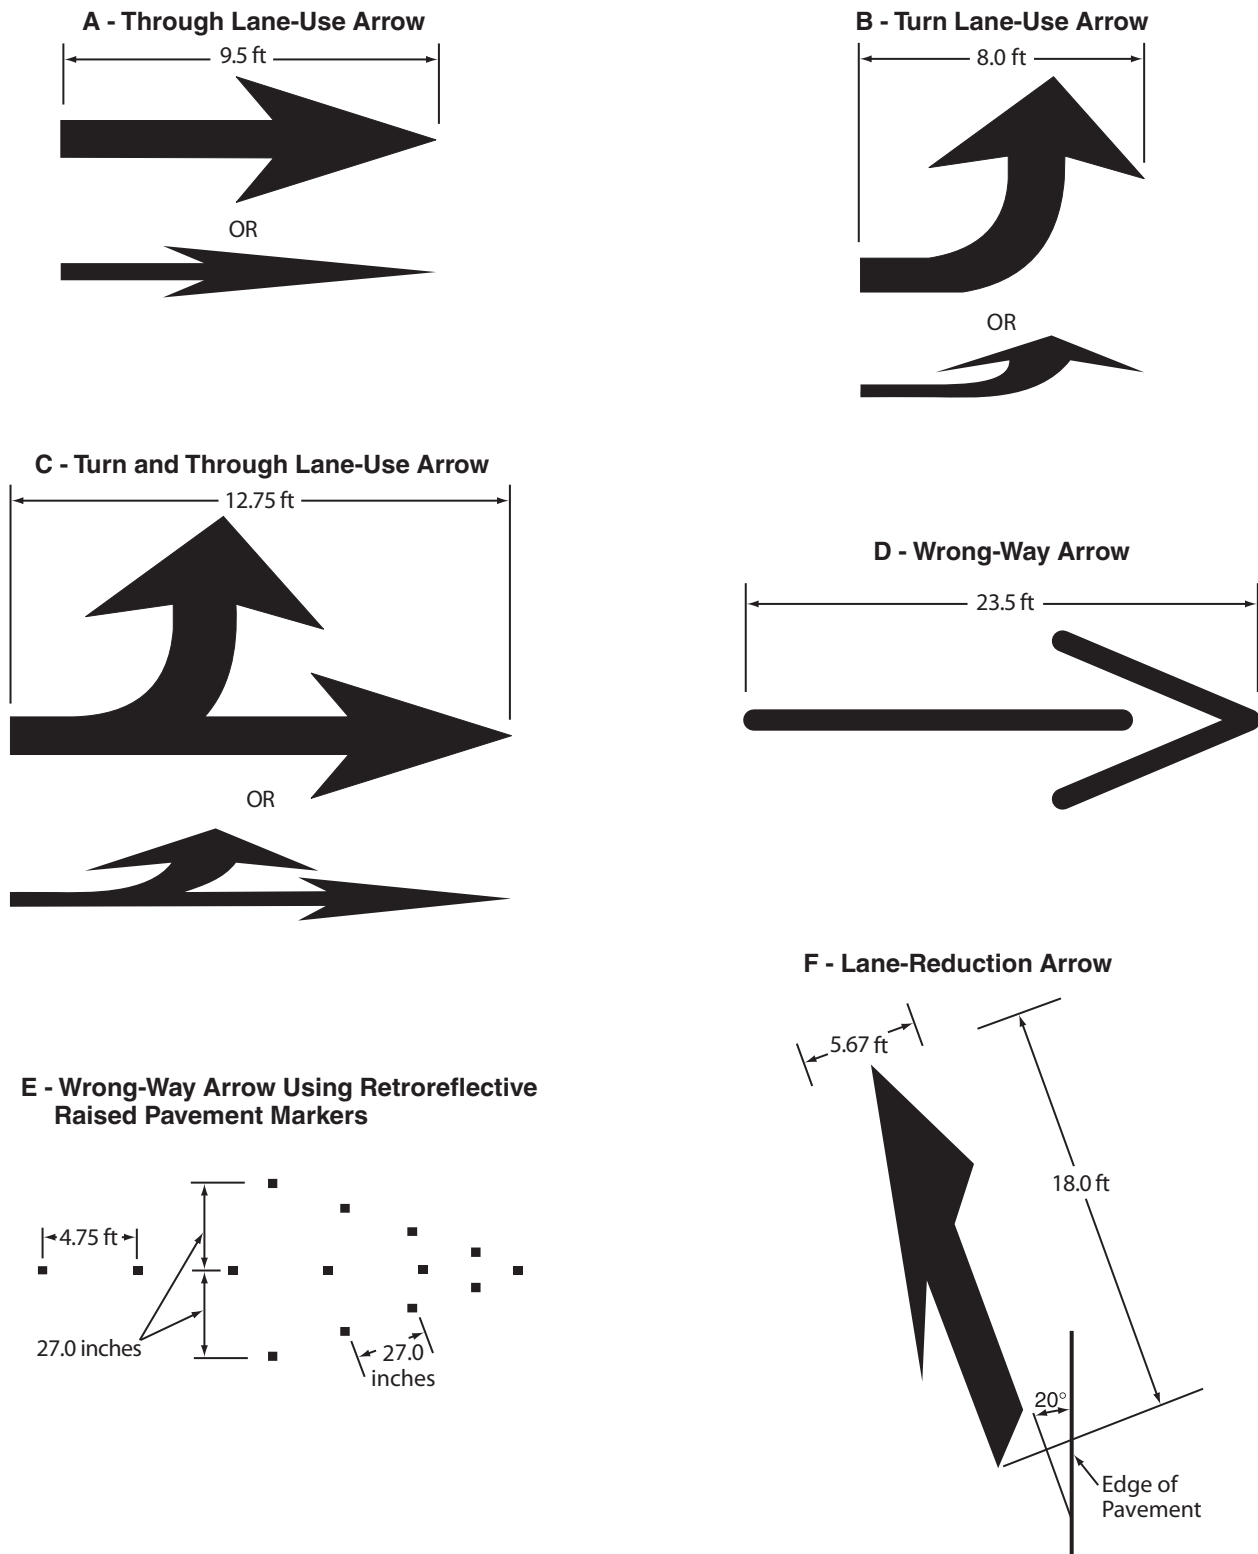 A - Through Lane-Use Arrow
9.5 ft
OR
B - Turn Lane-Use Arrow
8.0 ft
OR
C - Turn and Through Lane-Use Arrow
12.75 ft
OR
D - Wrong-Way Arrow
23.5 ft
E - Wrong-Way Arrow Using Retroreflective
Raised Pavement Markers
4.75 ft
27.0 inches
27.0
inches
F - Lane-Reduction Arrow
5.67 ft
18.0 ft
20°
Edge of
Pavement